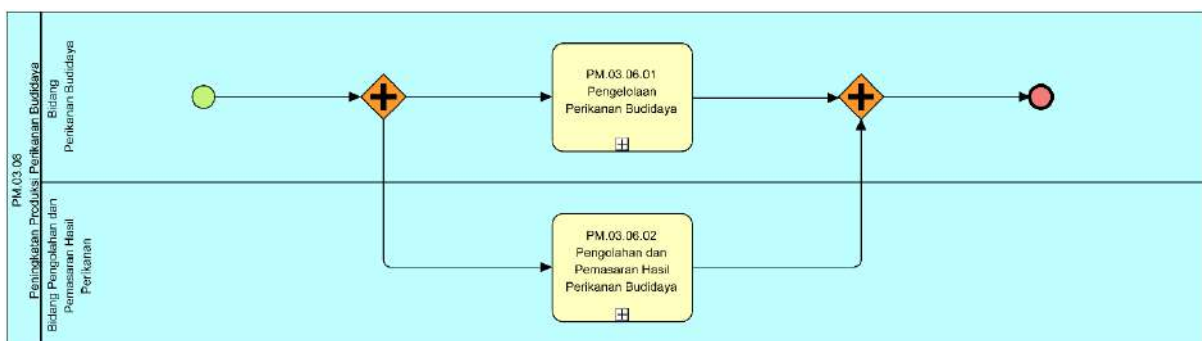 PM.03.06
Peningkatan Produksi Perikanan Budidaya
Bidang
Perikanan Budidaya
PM.03.06.01
Pengelolaan
Perikanan Budidaya
Bidang Pengolahan dan
Pemasaran Hasil
Perikanan
PM.03.06.02
Pengolahan dan
Pemasaran Hasil
Perikanan Budidaya